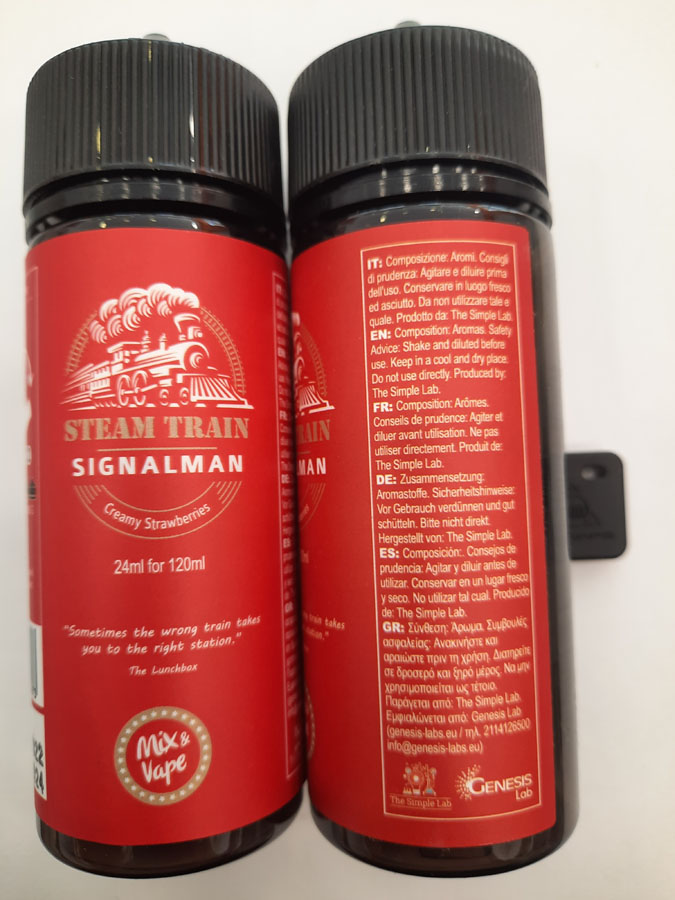 STEAM TRAIN
SIGNALMAN
Creamy Strawberries
24ml for 120ml
"Sometimes the wrong train takes
you to the right station."
The Lunchbox
Mix &
Vape
22
24
RAIN
MAN
train takes
station."
IT: Composizione: Aromi. Consigli
di prudenza: Agitare e diluire prima
dell'uso. Conservare in luogo fresco
ed asciutto. Da non utilizzare tale e
quale. Prodotto da: The Simple Lab.
EN: Composition: Aromas. Safety
Advice: Shake and diluted before
use. Keep in a cool and dry place.
Do not use directly. Produced by:
The Simple Lab.
FR: Composition: Arômes.
Conseils de prudence: Agiter et
diluer avant utilisation. Ne pas
utiliser directement. Produit de:
The Simple Lab.
DE: Zusammensetzung:
Aromastoffe. Sicherheitshinweise:
Vor Gebrauch verdünnen und gut
schütteln. Bitte nicht direkt.
Hergestellt von: The Simple Lab.
ES: Composición:. Consejos de
prudencia: Agitar y diluir antes de
utilizar. Conservar en un lugar fresco
y seco. No utilizar tal cual. Producido
de: The Simple Lab.
GR: Σύνθεση: Άρωμα. Συμβουλές
ασφαλείας: Ανακινήστε και
αραιώστε πριν τη χρήση. Διατηρείτε
σε δροσερό και ξηρό μέρος. Να μην
χρησιμοποιείται ως τέτοιο.
Παράγεται από: The Simple Lab.
Εμφιαλώνεται από: Genesis Lab
(genesis-labs.eu / τηλ. 2114126500
info@genesis-labs.eu)
The Simple Lab
GENESIS
Lab